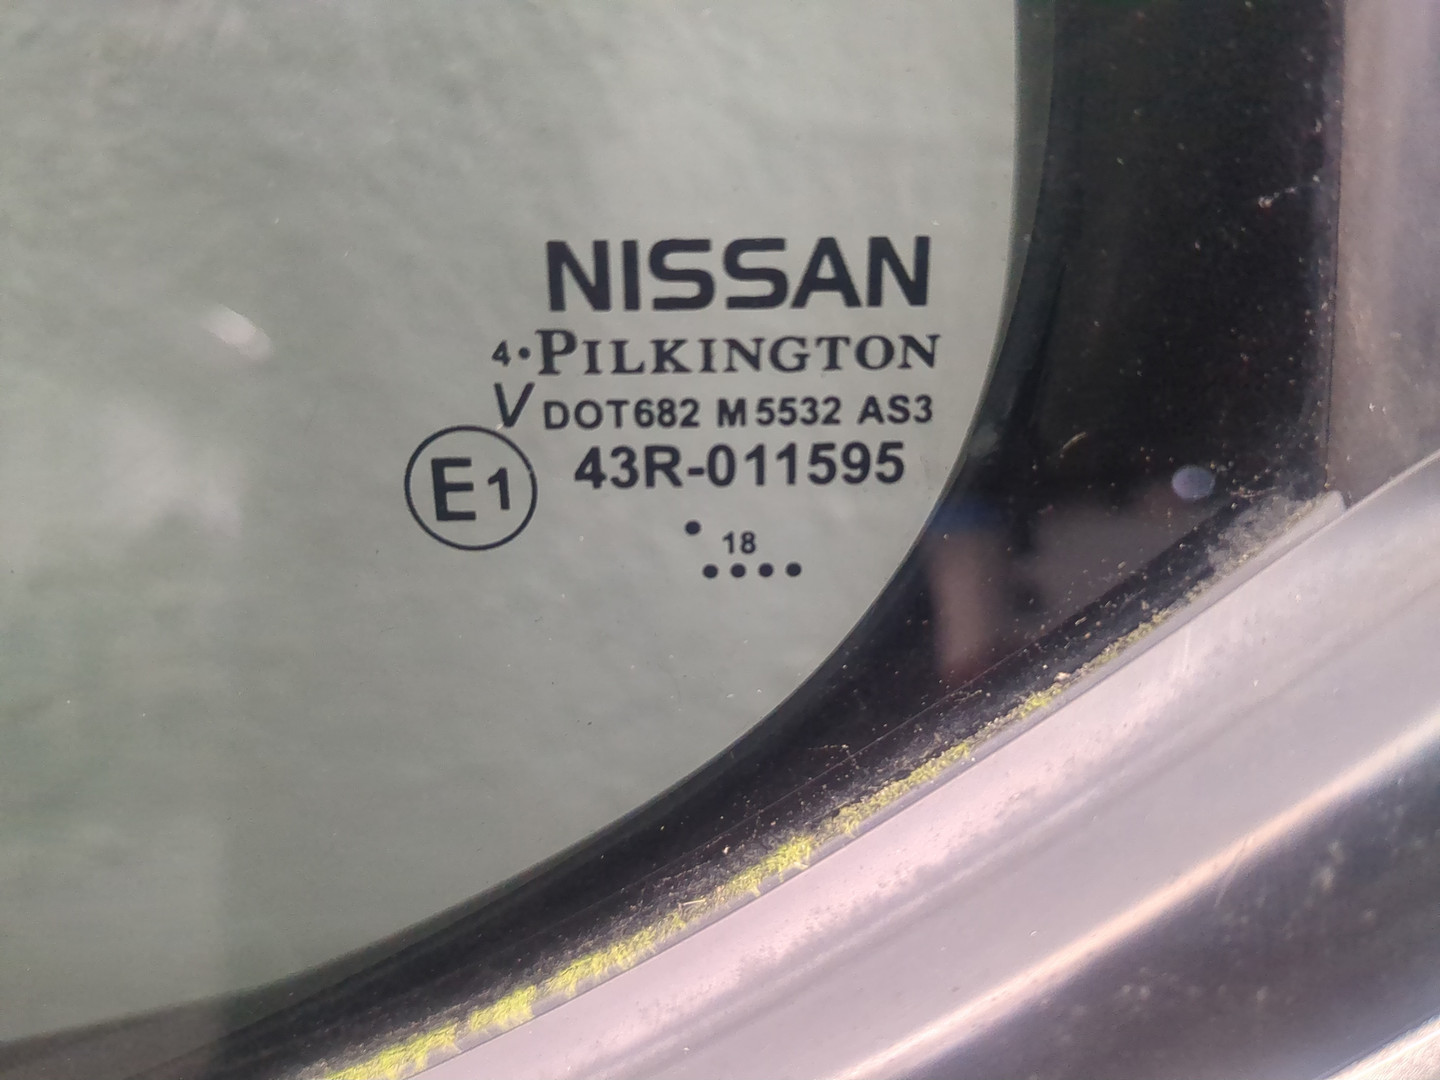 NISSAN
4•PILKINGTON
V DOT682 M5532 AS3
E1 43R-011595
• 18
••••